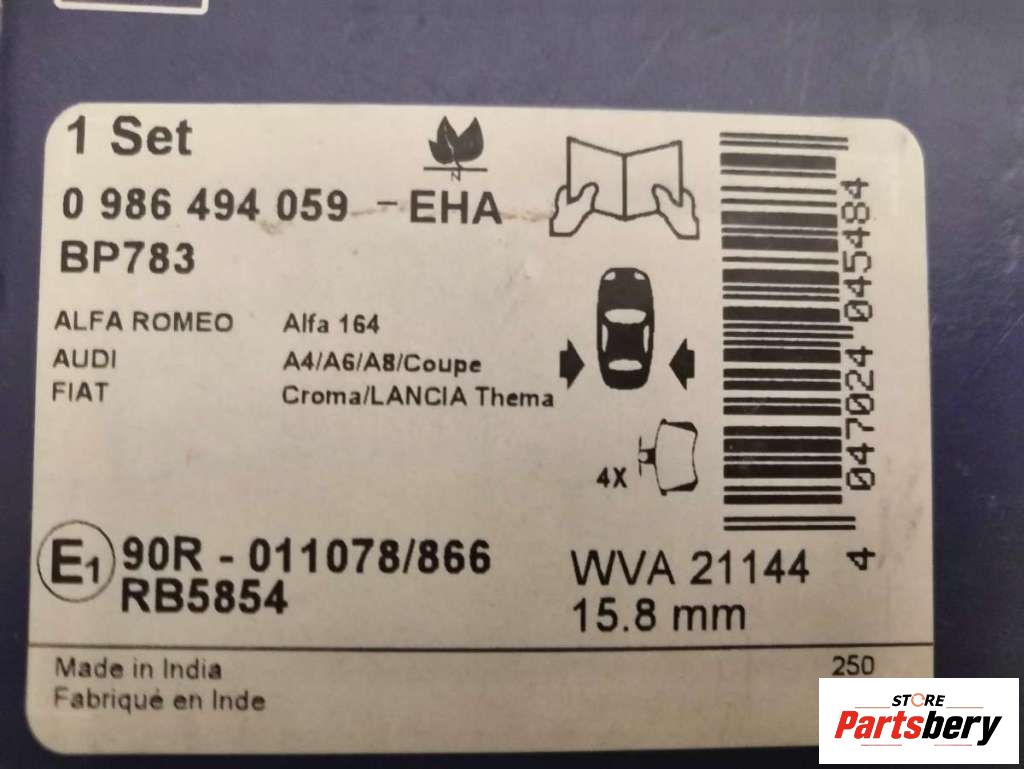 1 Set
0 986 494 059 - EHA
BP783
ALFA ROMEO Alfa 164
AUDI A4/A6/A8/Coupe
FIAT Croma/LANCIA Thema
4X
4 047024 045484
E1 90R - 011078/866
RB5854
WVA 21144
15.8 mm
Made in India
Fabriqué en Inde
250
STORE
Partsbery